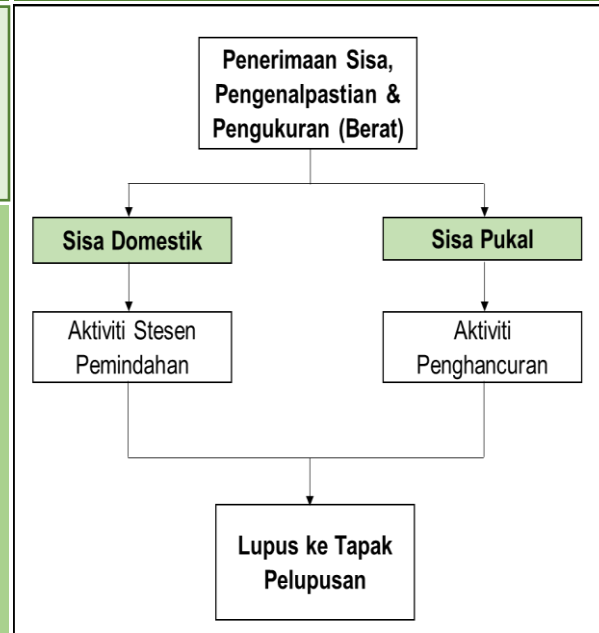 Penerimaan Sisa,
Pengenalpastian &
Pengukuran (Berat)
Sisa Domestik
Sisa Pukal
Aktiviti Stesen
Pemindahan
Aktiviti
Penghancuran
Lupus ke Tapak
Pelupusan